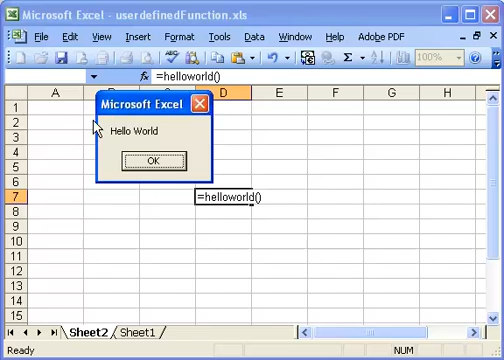 Microsoft Excel - userdefinedFunction.xls
File Edit View Insert Format Tools Data Window Help Adobe PDF
100%
fx =helloworld()
A D E F G H
1
2
3
4
5
6
7 =helloworld()
8
9
10
11
12
13
14
15
Microsoft Excel
Hello World
OK
Sheet2 Sheet1
Ready NUM